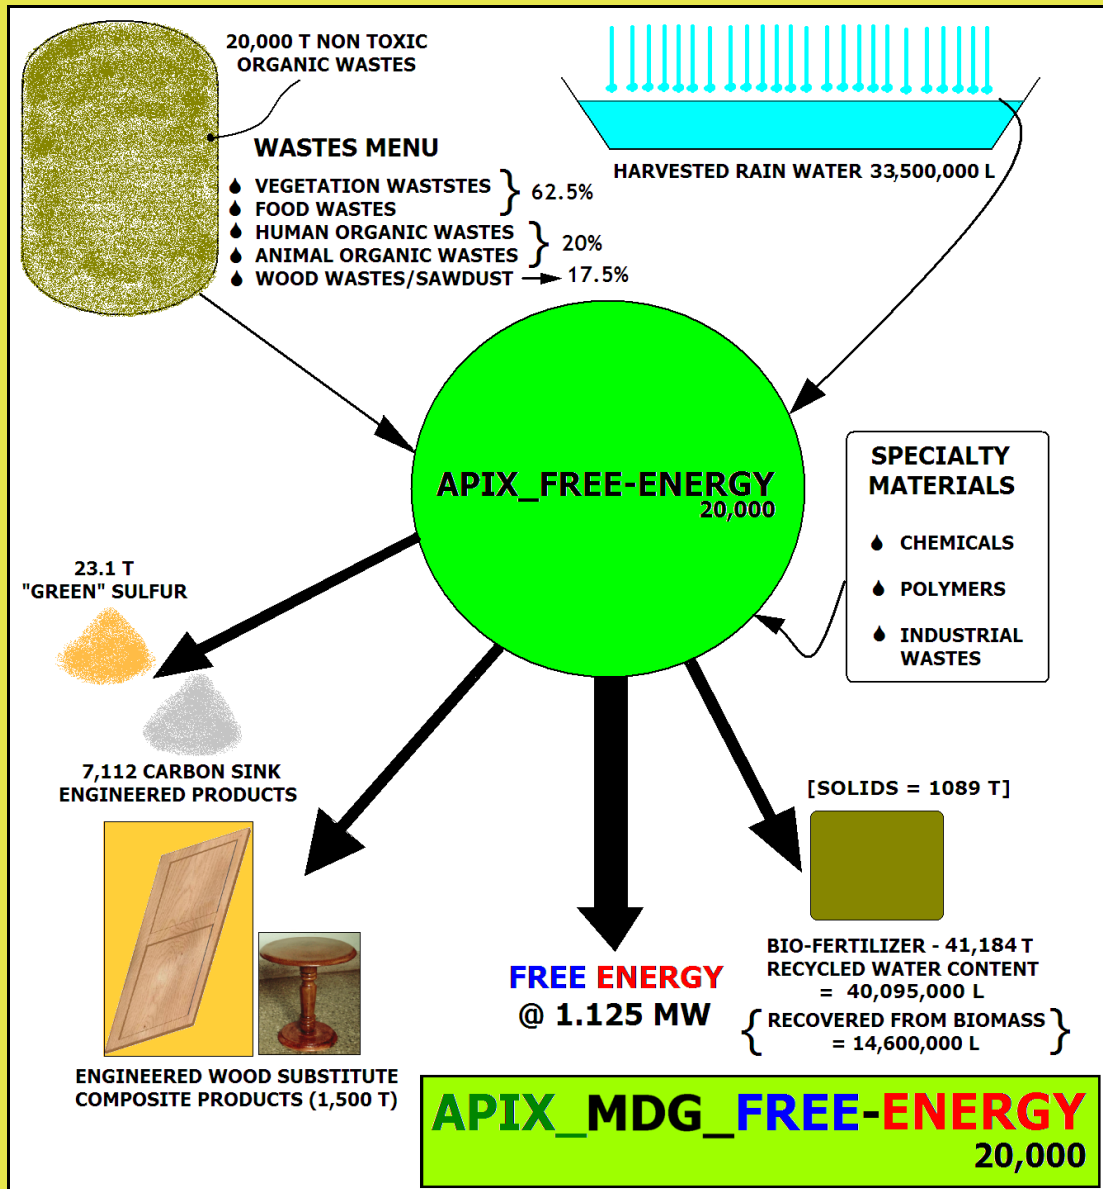 20,000 T NON TOXIC
ORGANIC WASTES
WASTES MENU
VEGETATION WASTSTES
FOOD WASTES
62.5%
HUMAN ORGANIC WASTES
ANIMAL ORGANIC WASTES
20%
WOOD WASTES/SAWDUST
17.5%
HARVESTED RAIN WATER 33,500,000 L
APIX_FREE-ENERGY
20,000
SPECIALTY
MATERIALS
CHEMICALS
POLYMERS
INDUSTRIAL
WASTES
23.1 T
"GREEN" SULFUR
7,112 CARBON SINK
ENGINEERED PRODUCTS
ENGINEERED WOOD SUBSTITUTE
COMPOSITE PRODUCTS (1,500 T)
FREE ENERGY
@ 1.125 MW
[SOLIDS = 1089 T]
BIO-FERTILIZER - 41,184 T
RECYCLED WATER CONTENT
= 40,095,000 L
{ RECOVERED FROM BIOMASS
= 14,600,000 L }
APIX_MDG_FREE-ENERGY
20,000